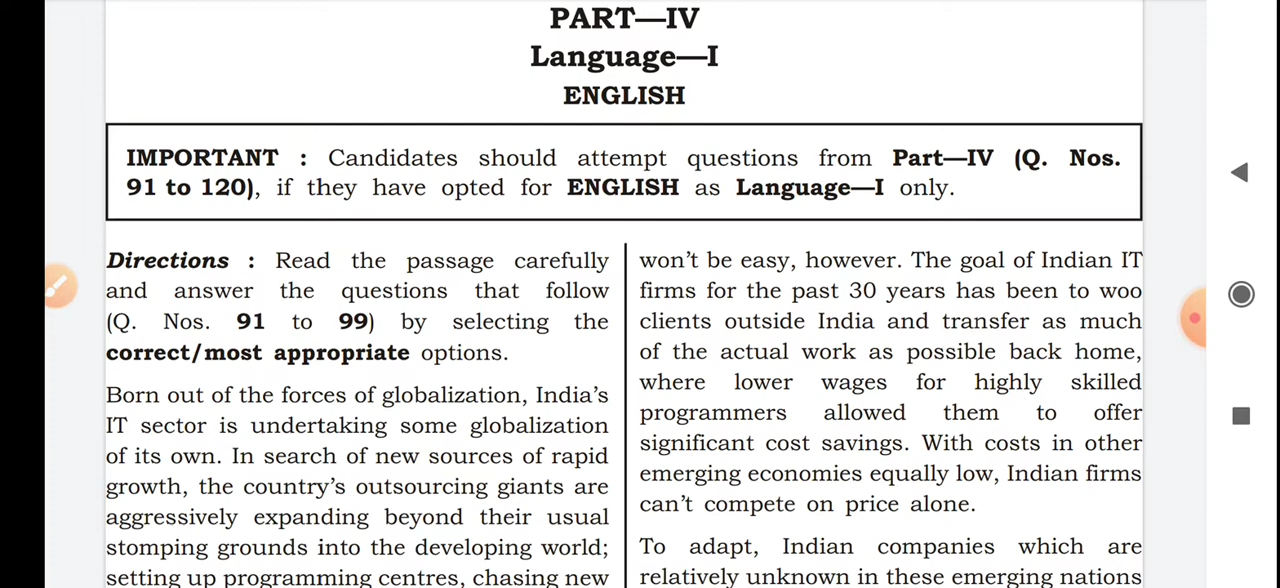 PART—IV
Language—I
ENGLISH
IMPORTANT : Candidates should attempt questions from Part—IV (Q. Nos.
91 to 120), if they have opted for ENGLISH as Language—I only.
Directions : Read the passage carefully
and answer the questions that follow
(Q. Nos. 91 to 99) by selecting the
correct/most appropriate options.
Born out of the forces of globalization, India's
IT sector is undertaking some globalization
of its own. In search of new sources of rapid
growth, the country's outsourcing giants are
aggressively expanding beyond their usual
stomping grounds into the developing world;
setting up programming centres, chasing new
won't be easy, however. The goal of Indian IT
firms for the past 30 years has been to woo
clients outside India and transfer as much
of the actual work as possible back home,
where lower wages for highly skilled
programmers allowed them to offer
significant cost savings. With costs in other
emerging economies equally low, Indian firms
can't compete on price alone.
To adapt, Indian companies which are
relatively unknown in these emerging nations